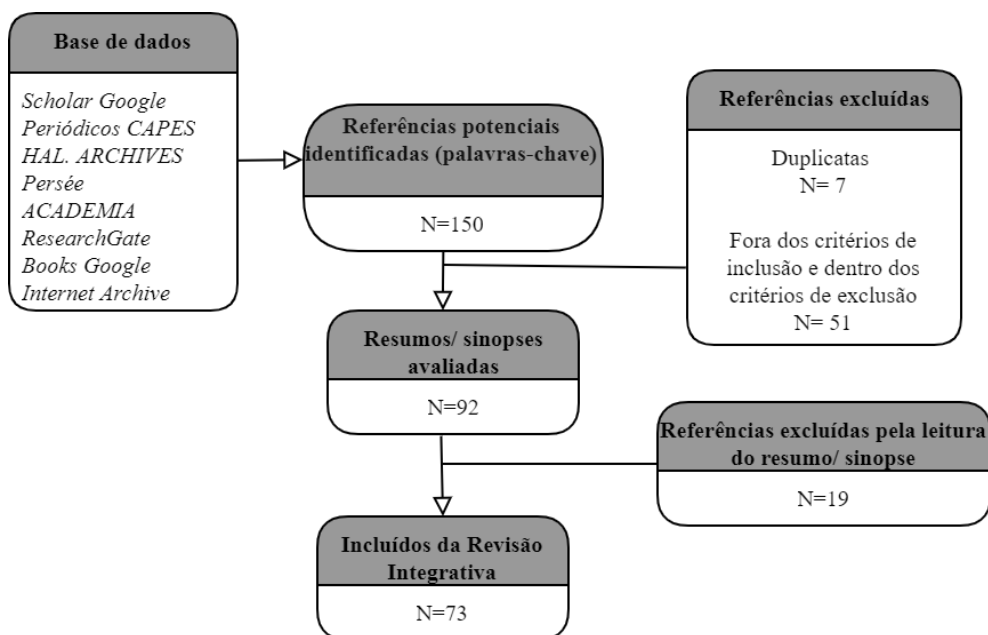 Base de dados
Scholar Google
Periódicos CAPES
HAL. ARCHIVES
Persée
ACADEMIA
ResearchGate
Books Google
Internet Archive
Referências potenciais
identificadas (palavras-chave)
N=150
Referências excluídas
Duplicatas
N= 7
Fora dos critérios de
inclusão e dentro dos
critérios de exclusão
N= 51
Resumos/ sinopses
avaliadas
N=92
Referências excluídas pela leitura
do resumo/ sinopse
N=19
Incluídos da Revisão
Integrativa
N=73